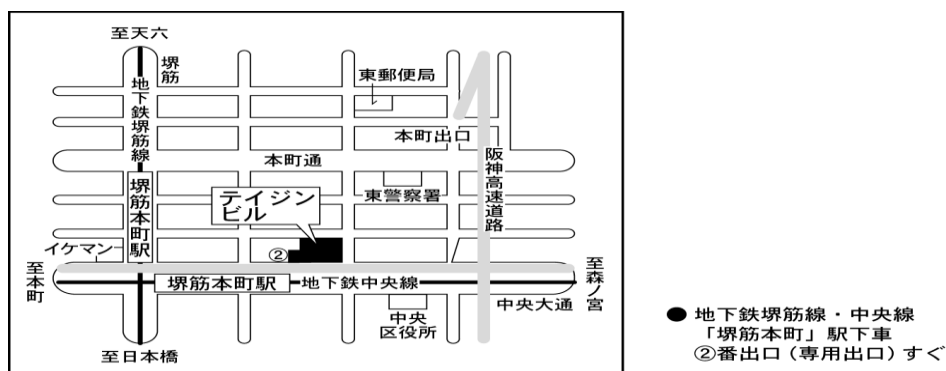 至天六
堺筋
地下鉄堺筋線
東郵便局
本町出口
本町通
阪神高速道路
堺筋本町駅
テイジン
ビル
東警察署
イケマン
②
至本町
至森ノ宮
堺筋本町駅
地下鉄中央線
中央大通
中央
区役所
至日本橋
● 地下鉄堺筋線・中央線
「堺筋本町」駅下車
②番出口(専用出口)すぐ